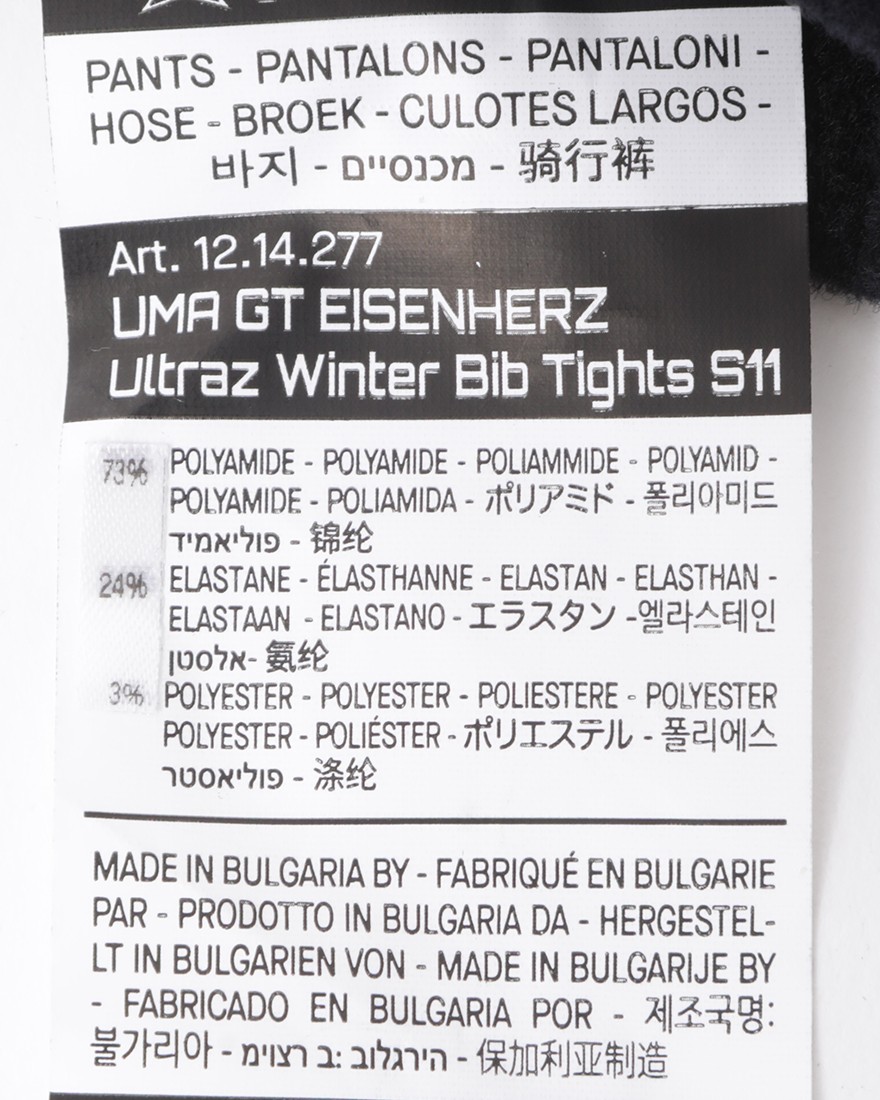 PANTS - PANTALONS - PANTALONI -
HOSE - BROEK - CULOTES LARGOS -
바지 - מכנסיים - 骑行裤
Art. 12.14.277
UMA GT EISENHERZ
Ultraz Winter Bib Tights S11
73% POLYAMIDE - POLYAMIDE - POLIAMMIDE - POLYAMID -
POLYAMIDE - POLIAMIDA - ポリアミド - 폴리아미드
פוליאמיד - 锦纶
24% ELASTANE - ÉLASTHANNE - ELASTAN - ELASTHAN -
ELASTAAN - ELASTANO - エラスタン -엘라스테인
אלסטן- 氨纶
3% POLYESTER - POLYESTER - POLIESTERE - POLYESTER
POLYESTER - POLIÉSTER - ポリエステル - 폴리에스
פוליאסטר - 涤纶
MADE IN BULGARIA BY - FABRIQUÉ EN BULGARIE
PAR - PRODOTTO IN BULGARIA DA - HERGESTEL-
LT IN BULGARIEN VON - MADE IN BULGARIJE BY
- FABRICADO EN BULGARIA POR - 제조국명:
불가리아 - מיוצרו ב: בולגריה - 保加利亚制造